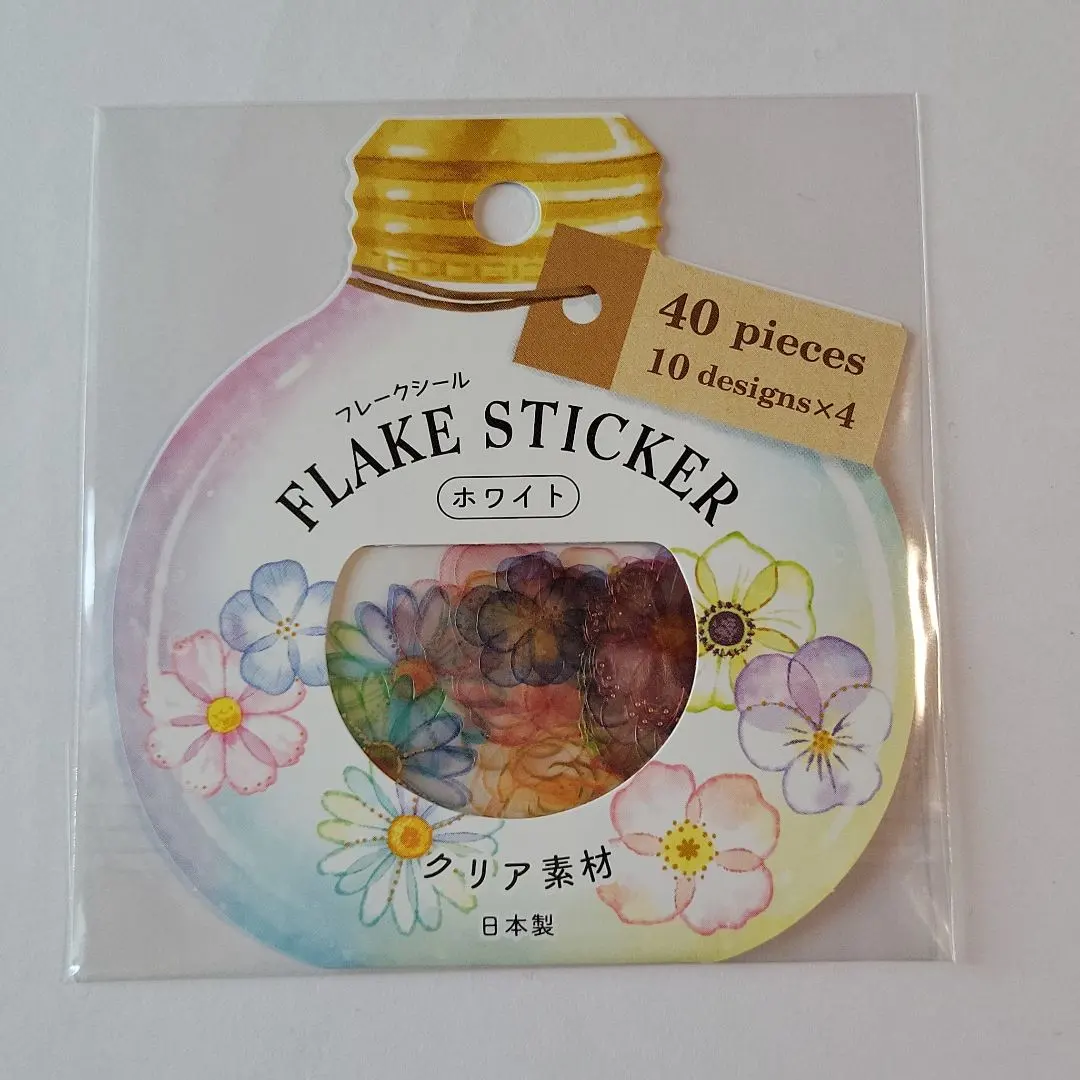 40 pieces
10 designs×4
フレークシール
FLAKE STICKER
ホワイト
クリア素材
日本製